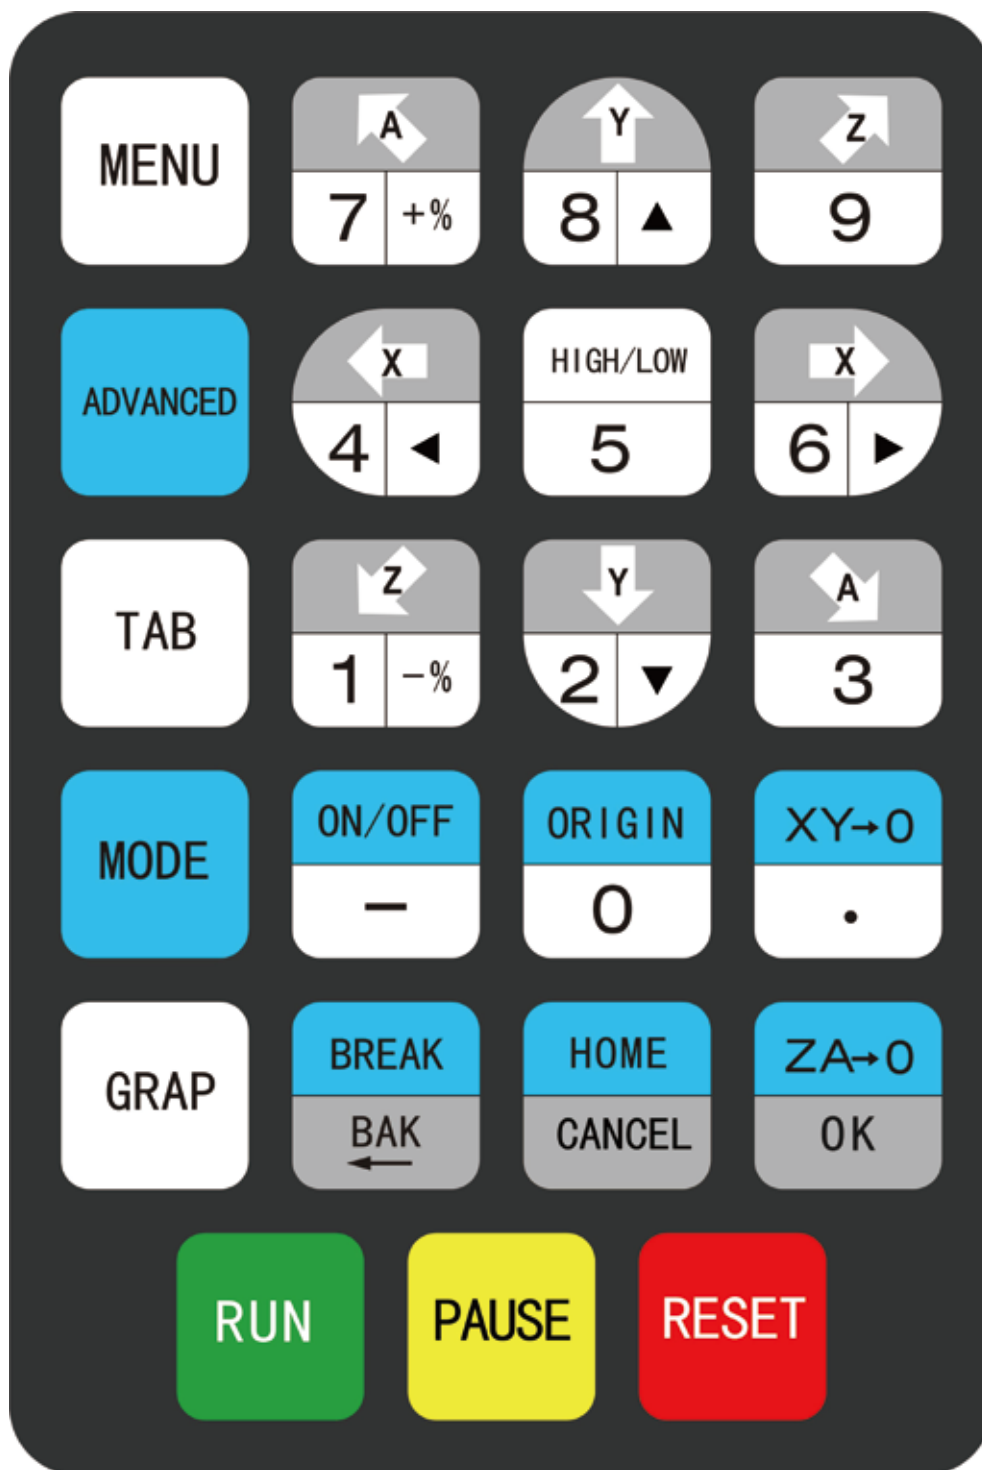 MENU
A
7 +%
Y
8 ▲
Z
9
ADVANCED
X
4 ◀
HIGH/LOW
5
X
6 ▶
TAB
Z
1 -%
Y
2 ▼
A
3
MODE
ON/OFF
-
ORIGIN
0
XY→0
.
GRAP
BREAK
BAK
←
HOME
CANCEL
ZA→0
OK
RUN
PAUSE
RESET